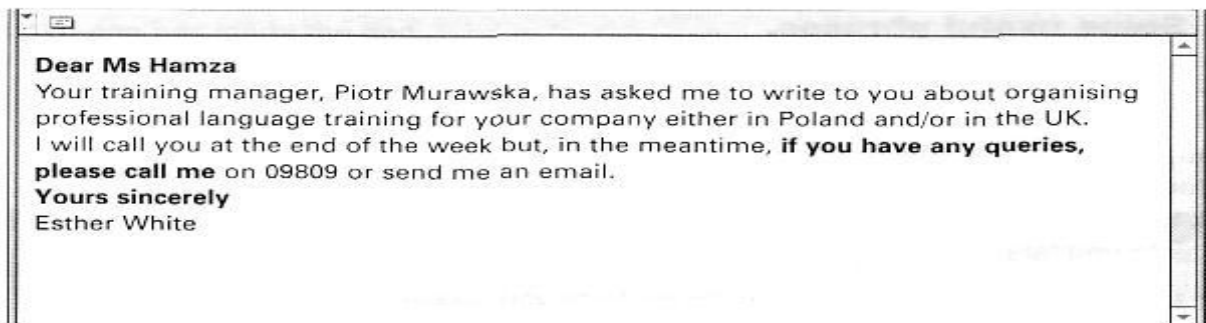 Dear Ms Hamza
Your training manager, Piotr Murawska, has asked me to write to you about organising
professional language training for your company either in Poland and/or in the UK.
I will call you at the end of the week but, in the meantime, if you have any queries,
please call me on 09809 or send me an email.
Yours sincerely
Esther White